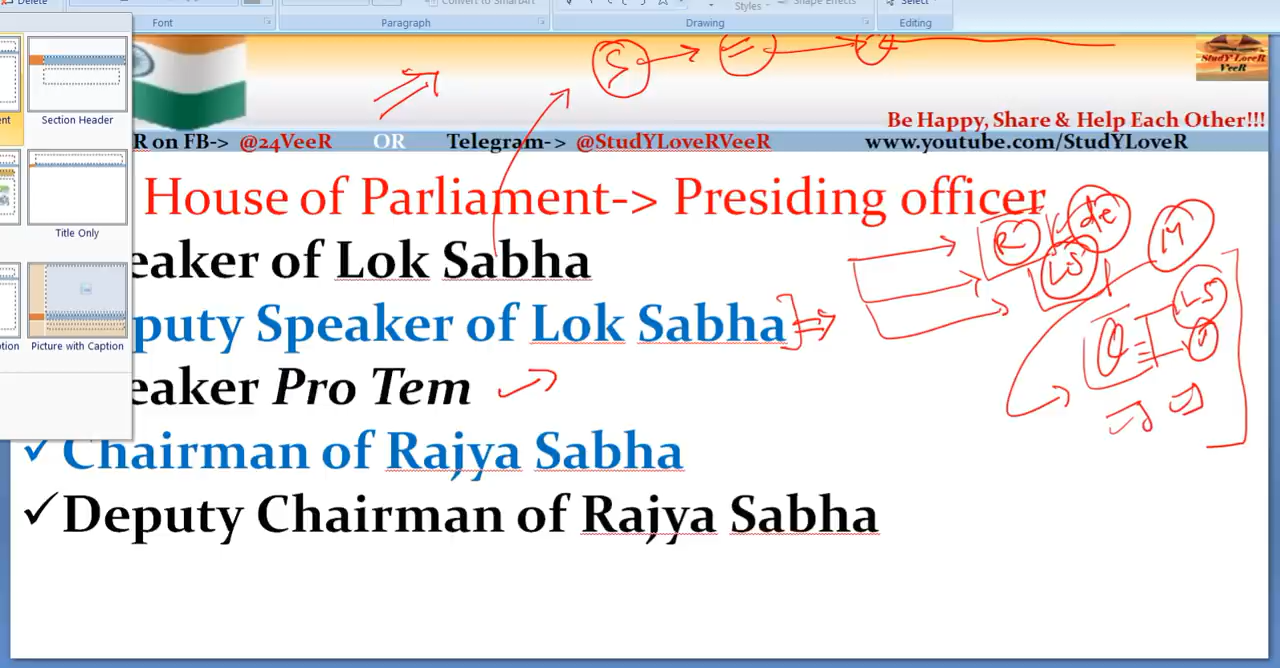 Delete
Convert to SmartArt
Styles
Shape Effects
Select
Font
Paragraph
Drawing
Editing
Section Header
Title Only
Picture with Caption
StudY LoveR
VeeR
Be Happy, Share & Help Each Other!!!
R on FB-> @24VeeR OR Telegram-> @StudYLoveRVeeR www.youtube.com/StudYLoveR
House of Parliament-> Presiding officer
eaker of Lok Sabha
puty Speaker of Lok Sabha
eaker Pro Tem
✓ Chairman of Rajya Sabha
✓ Deputy Chairman of Rajya Sabha
S
R
de
M
LS
LS